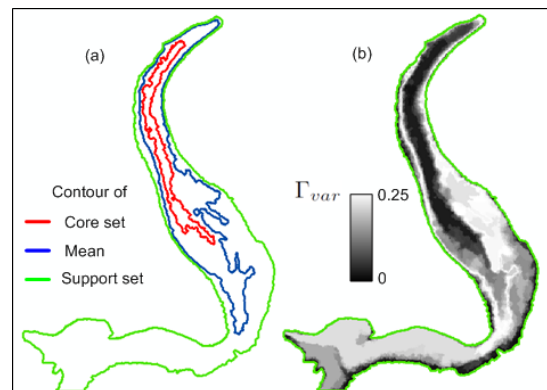 (a)
(b)
Contour of
Core set
Mean
Support set
Γvar
0.25
0